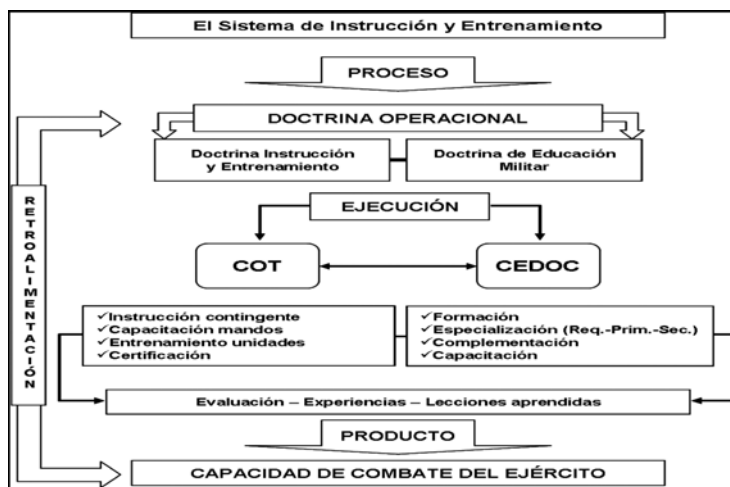 El Sistema de Instrucción y Entrenamiento
PROCESO
DOCTRINA OPERACIONAL
Doctrina Instrucción
y Entrenamiento
Doctrina de Educación
Militar
EJECUCIÓN
COT
CEDOC
✓Instrucción contingente
✓Capacitación mandos
✓Entrenamiento unidades
✓Certificación
✓Formación
✓Especialización (Req.-Prim.-Sec.)
✓Complementación
✓Capacitación
Evaluación – Experiencias – Lecciones aprendidas
PRODUCTO
CAPACIDAD DE COMBATE DEL EJÉRCITO
RETROALIMENTACIÓN